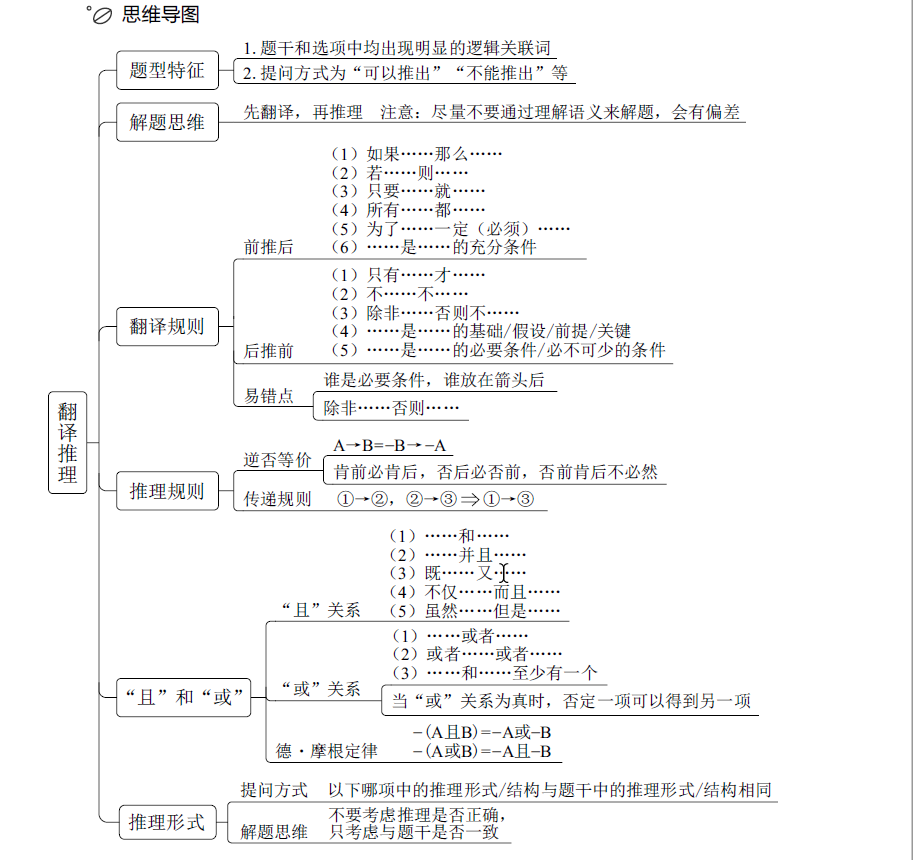 思维导图
题型特征
1. 题干和选项中均出现明显的逻辑关联词
2. 提问方式为“可以推出”“不能推出”等
解题思维
先翻译，再推理 注意：尽量不要通过理解语义来解题，会有偏差
翻译推理
翻译规则
前推后
（1）如果……那么……
（2）若……则……
（3）只要……就……
（4）所有……都……
（5）为了……一定（必须）……
（6）……是……的充分条件
后推前
（1）只有……才……
（2）不……不……
（3）除非……否则不……
（4）……是……的基础/假设/前提/关键
（5）……是……的必要条件/必不可少的条件
易错点
谁是必要条件，谁放在箭头后
除非……否则……
推理规则
逆否等价
A→B=-B→-A
肯前必肯后，否后必否前，否前肯后不必然
传递规则 ①→②，②→③⇒①→③
“且”和“或”
“且”关系
（1）……和……
（2）……并且……
（3）既……又……
（4）不仅……而且……
（5）虽然……但是……
“或”关系
（1）……或者……
（2）或者……或者……
（3）……和……至少有一个
当“或”关系为真时，否定一项可以得到另一项
德·摩根定律
-(A且B)=-A或-B
-(A或B)=-A且-B
推理形式
提问方式 以下哪项中的推理形式/结构与题干中的推理形式/结构相同
解题思维
不要考虑推理是否正确，
只考虑与题干是否一致